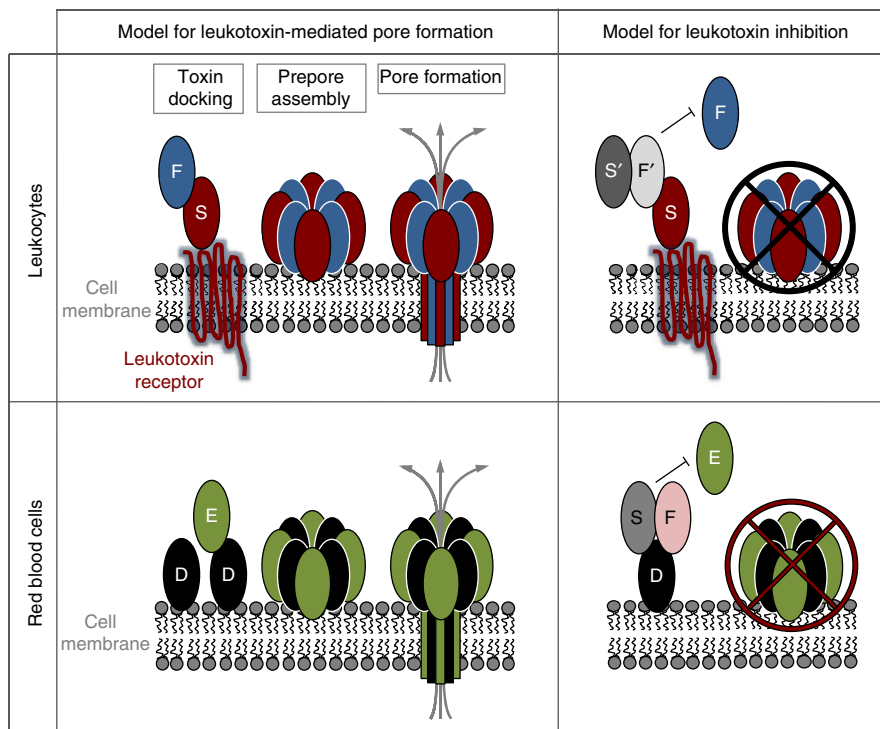 Model for leukotoxin-mediated pore formation
Model for leukotoxin inhibition
Leukocytes
Toxin
docking
Prepore
assembly
Pore formation
F
S
Cell
membrane
Leukotoxin
receptor
F
S′
F′
S
Red blood cells
E
D
D
Cell
membrane
E
S
F
D